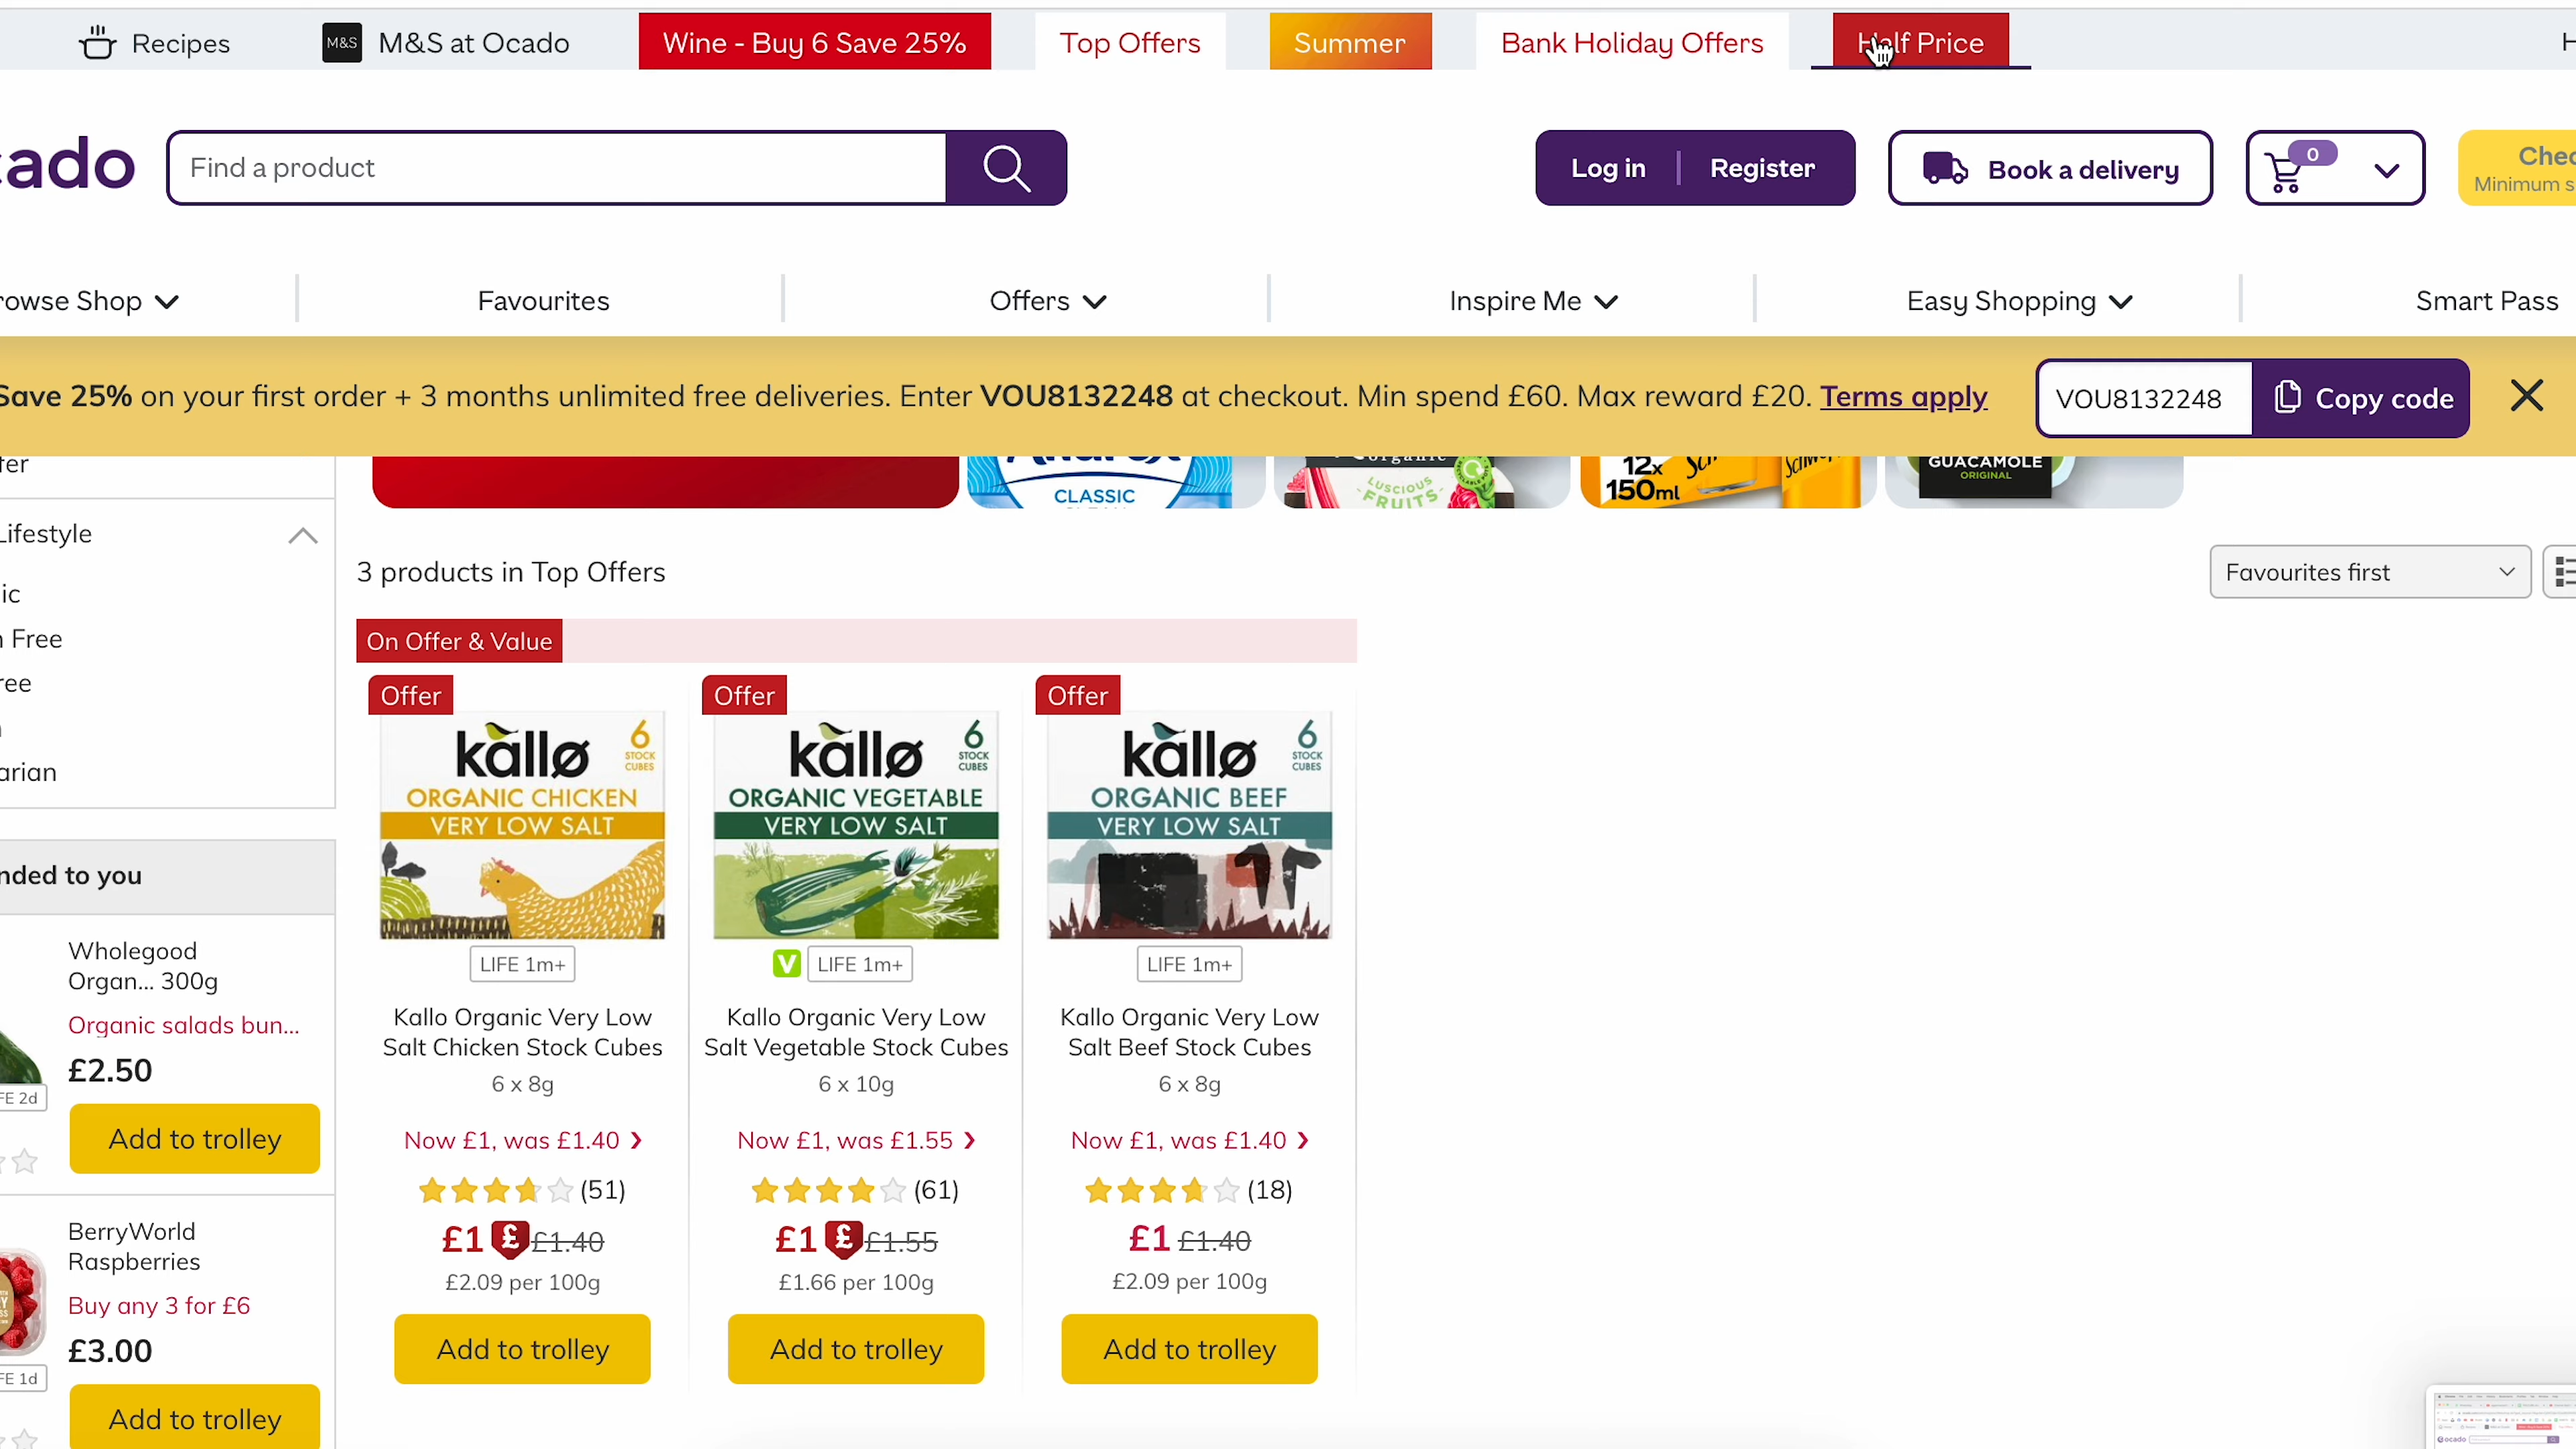 Recipes
M&S M&S at Ocado
Wine - Buy 6 Save 25%
Top Offers
Summer
Bank Holiday Offers
Half Price
cado
Find a product
Log in
Register
Book a delivery
0
Minimum s
rowse Shop
Favourites
Offers
Inspire Me
Easy Shopping
Smart Pass
Save 25% on your first order + 3 months unlimited free deliveries. Enter VOU8132248 at checkout. Min spend £60. Max reward £20. Terms apply
VOU8132248
Copy code
CLASSIC
organic
LUSCIOUS
FRUITS
12x
150ml
GUACAMOLE
ORIGINAL
fer
Lifestyle
ic
n Free
ree
arian
3 products in Top Offers
Favourites first
On Offer & Value
Offer
kallø
6
STOCK
CUBES
ORGANIC CHICKEN
VERY LOW SALT
LIFE 1m+
Kallo Organic Very Low
Salt Chicken Stock Cubes
6 x 8g
Now £1, was £1.40
(51)
£1 £ £1.40
£2.09 per 100g
Add to trolley
Offer
kallø
6
STOCK
CUBES
ORGANIC VEGETABLE
VERY LOW SALT
V LIFE 1m+
Kallo Organic Very Low
Salt Vegetable Stock Cubes
6 x 10g
Now £1, was £1.55
(61)
£1 £ £1.55
£1.66 per 100g
Add to trolley
Offer
kallø
6
STOCK
CUBES
ORGANIC BEEF
VERY LOW SALT
LIFE 1m+
Kallo Organic Very Low
Salt Beef Stock Cubes
6 x 8g
Now £1, was £1.40
(18)
£1 £1.40
£2.09 per 100g
Add to trolley
nded to you
Wholegood
Organ... 300g
Organic salads bun...
£2.50
FE 2d
Add to trolley
BerryWorld
Raspberries
Buy any 3 for £6
£3.00
FE 1d
Add to trolley
ocado